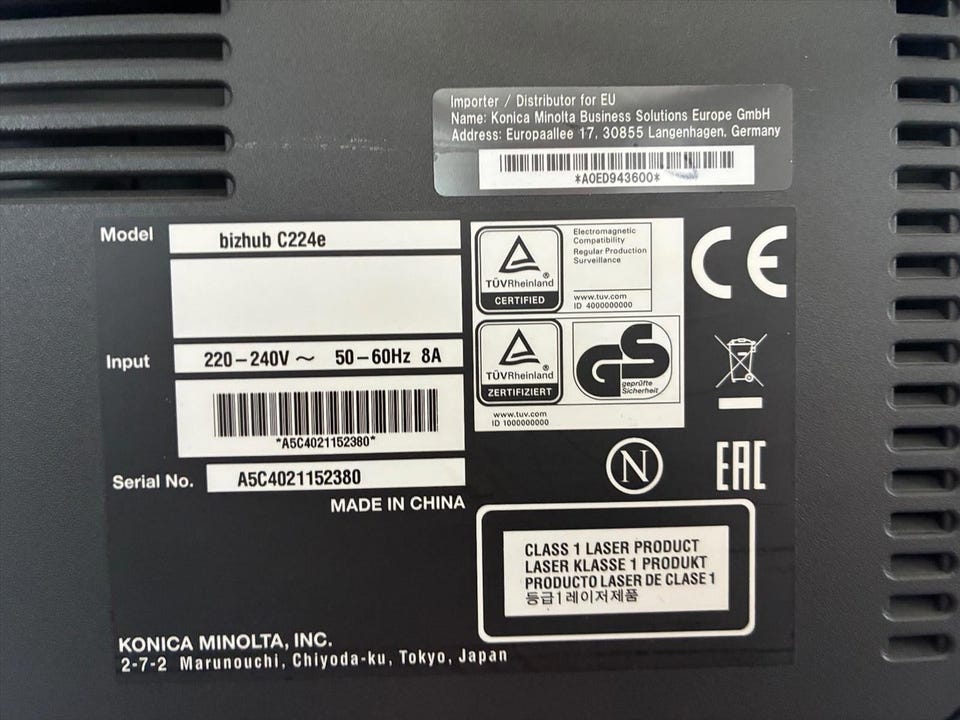 Importer / Distributor for EU
Name: Konica Minolta Business Solutions Europe GmbH
Address: Europaallee 17, 30855 Langenhagen, Germany
*A0ED943600*
Model bizhub C224e
Input 220-240V ~ 50-60Hz 8A
*A5C4021152380*
Serial No. A5C4021152380
MADE IN CHINA
TÜVRheinland®
CERTIFIED
Electromagnetic
Compatibility
Regular Production
Surveillance
www.tuv.com
ID 4000000000
TÜVRheinland
ZERTIFIZIERT
GS
geprüfte
Sicherheit
www.tuv.com
ID 1000000000
CE
N
EAC
CLASS 1 LASER PRODUCT
LASER KLASSE 1 PRODUKT
PRODUCTO LASER DE CLASE 1
등급1레이저제품
KONICA MINOLTA, INC.
2-7-2 Marunouchi, Chiyoda-ku, Tokyo, Japan